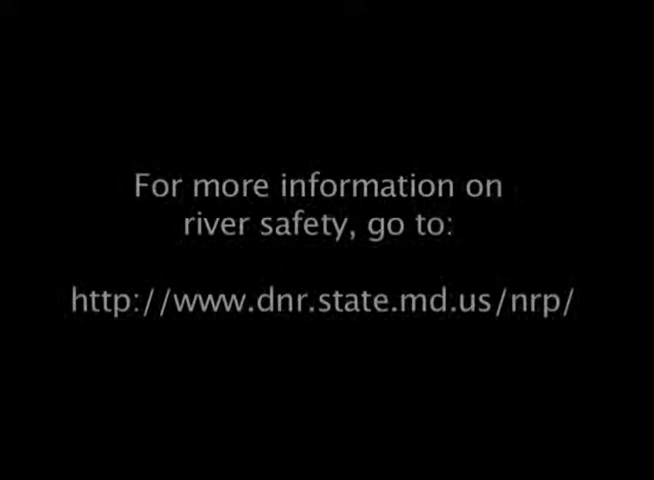 For more information on
river safety, go to:
http://www.dnr.state.md.us/nrp/